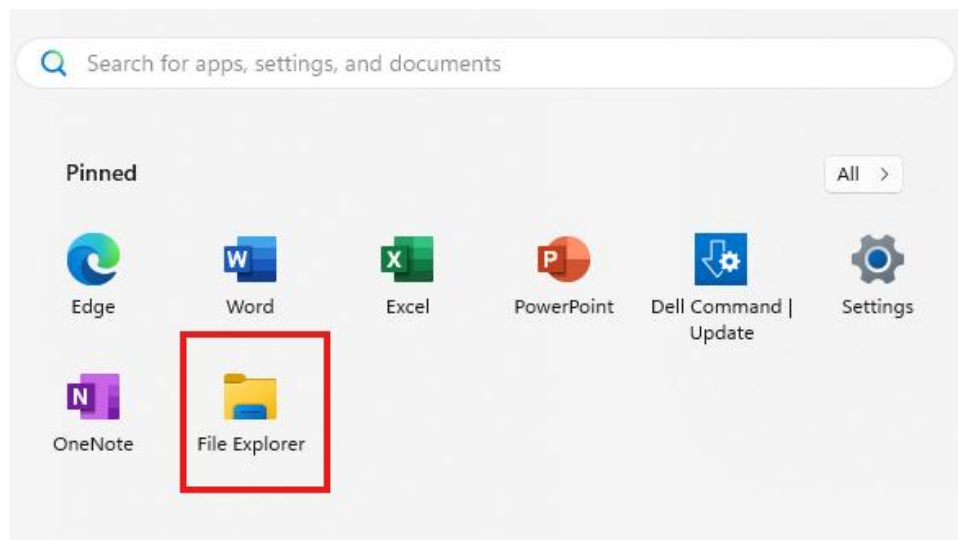 Search for apps, settings, and documents
Pinned
All
Edge
Word
Excel
PowerPoint
Dell Command |
Update
Settings
OneNote
File Explorer